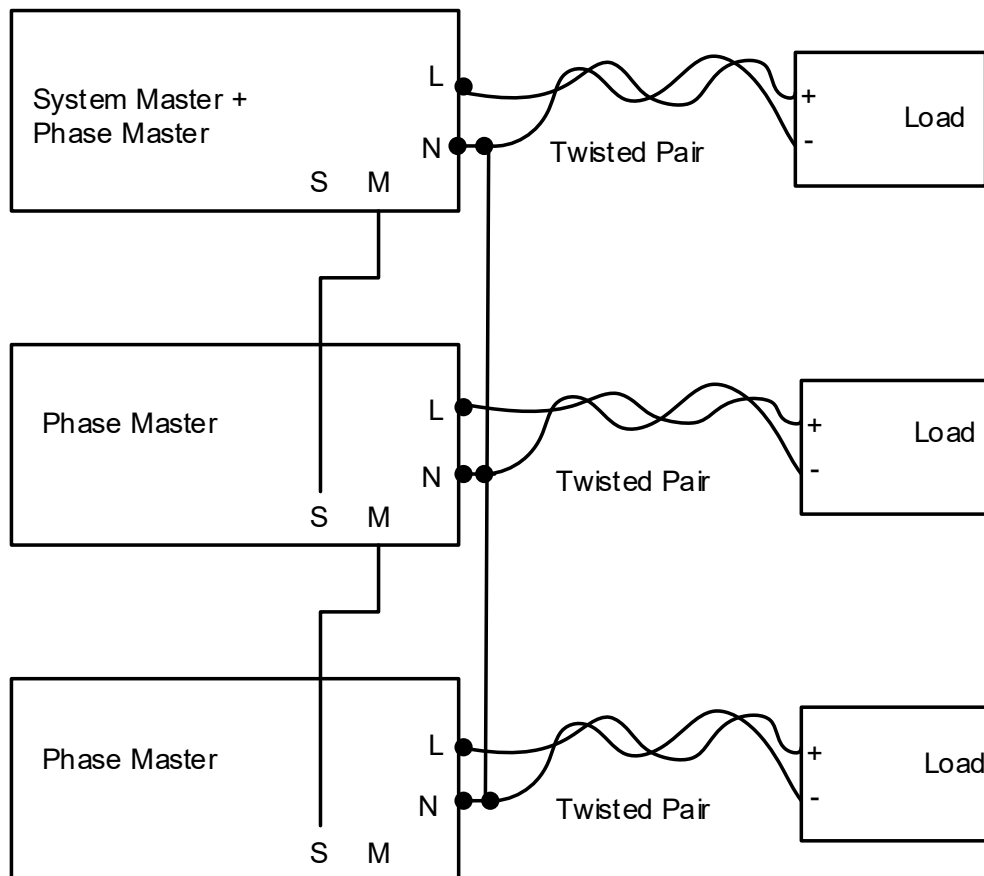 L
System Master +
Phase Master
+
Load
N
Twisted Pair
-
S M
Phase Master
L
+
Load
N
Twisted Pair
-
S M
Phase Master
L
+
Load
N
Twisted Pair
-
S M